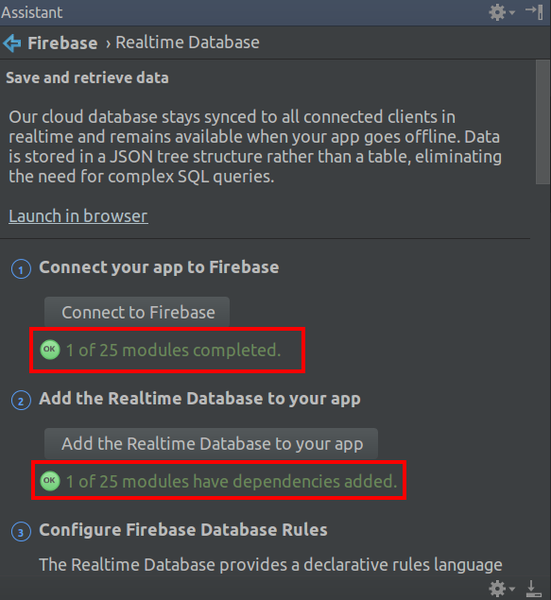 Assistant
Firebase › Realtime Database
Save and retrieve data
Our cloud database stays synced to all connected clients in
realtime and remains available when your app goes offline. Data
is stored in a JSON tree structure rather than a table, eliminating
the need for complex SQL queries.
Launch in browser
1 Connect your app to Firebase
Connect to Firebase
OK 1 of 25 modules completed.
2 Add the Realtime Database to your app
Add the Realtime Database to your app
OK 1 of 25 modules have dependencies added.
3 Configure Firebase Database Rules
The Realtime Database provides a declarative rules language